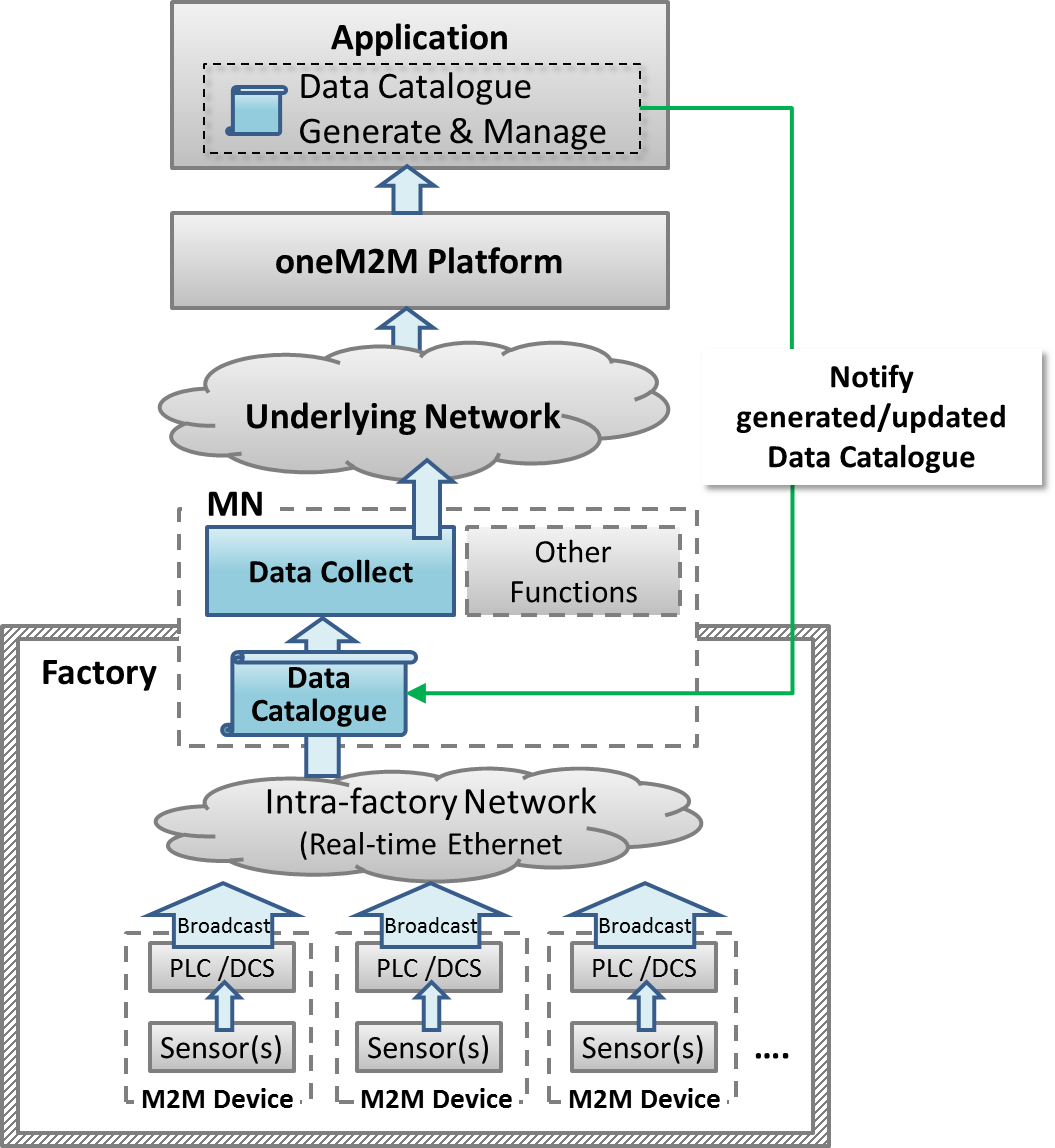 Application
Data Catalogue
Generate & Manage
oneM2M Platform
Underlying Network
Notify
generated/updated
Data Catalogue
MN
Data Collect
Other
Functions
Factory
Data
Catalogue
Intra-factory Network
(Real-time Ethernet
Broadcast
Broadcast
Broadcast
PLC /DCS
PLC /DCS
PLC /DCS
Sensor(s)
Sensor(s)
Sensor(s)
....
M2M Device
M2M Device
M2M Device